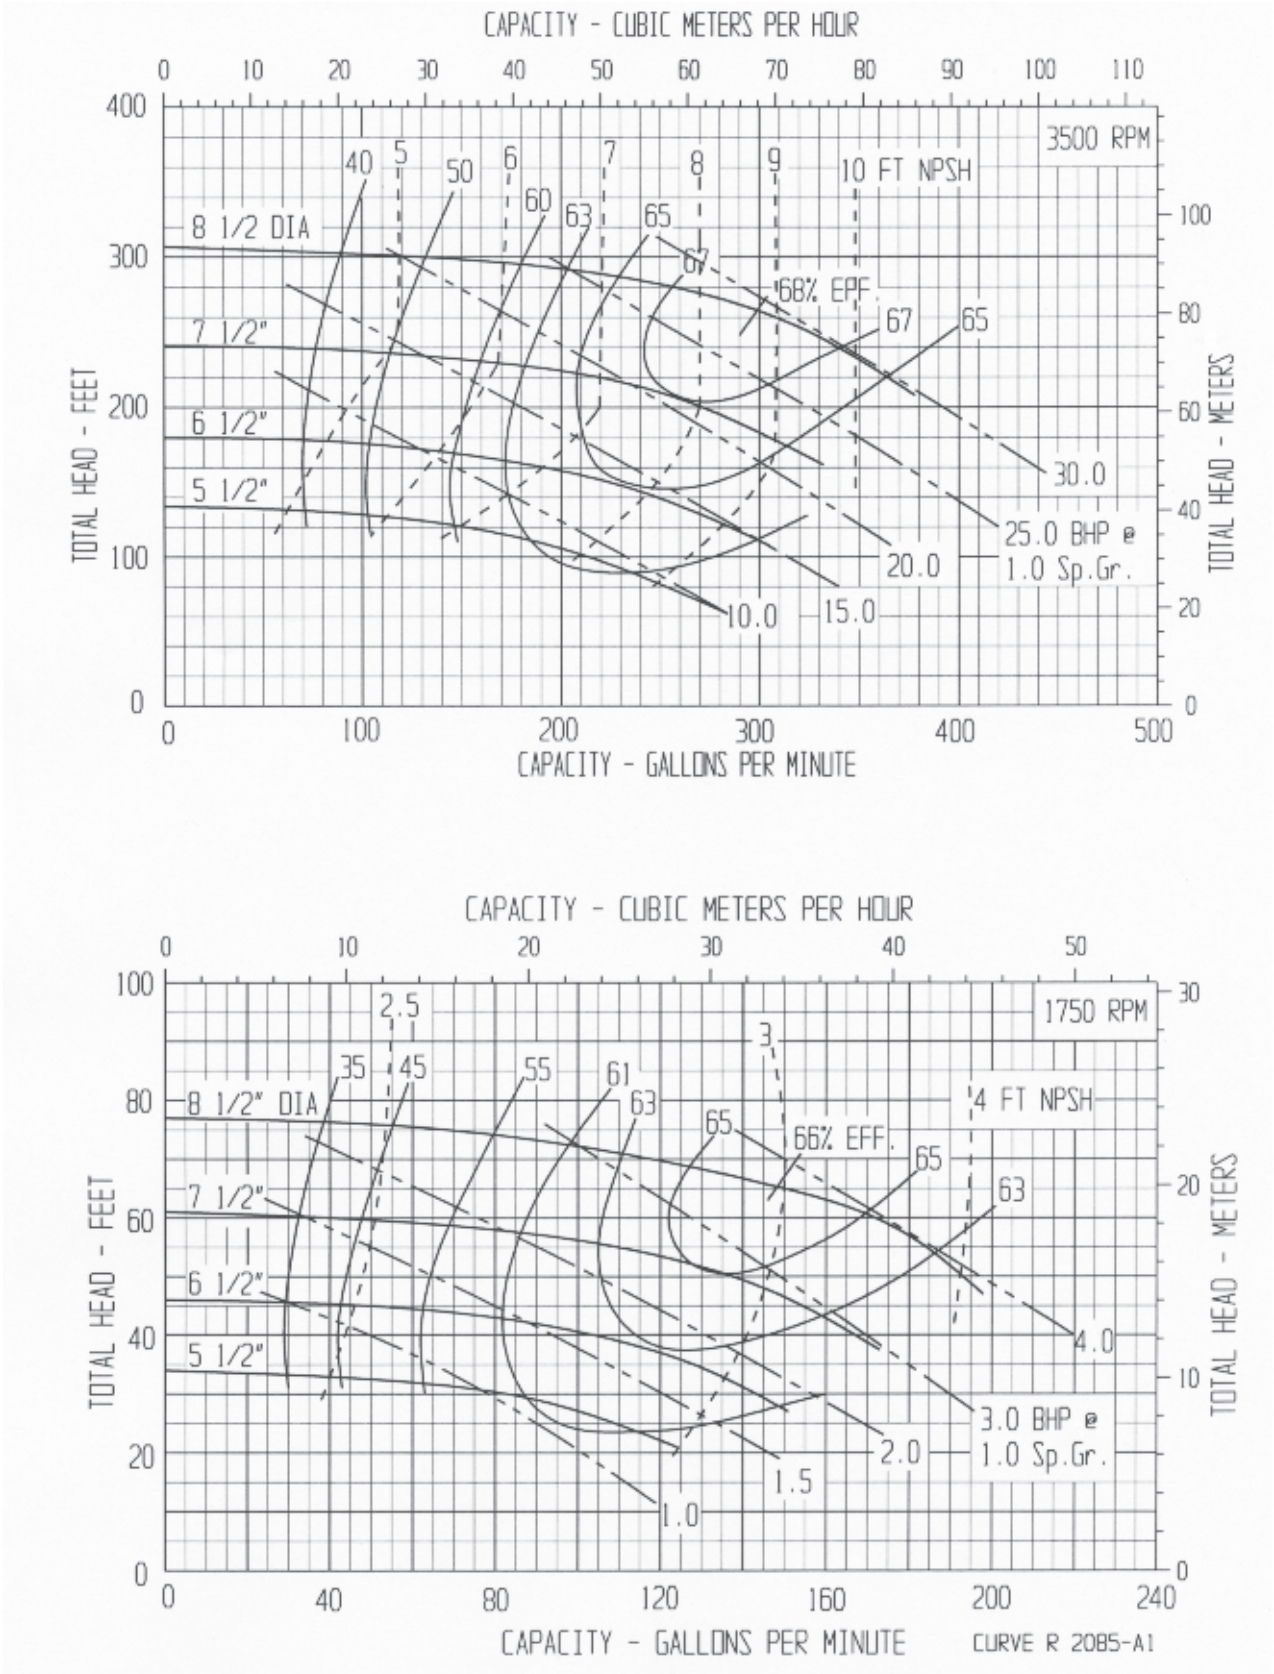 CAPACITY - CUBIC METERS PER HOUR
0 10 20 30 40 50 60 70 80 90 100 110
400
3500 RPM
40 5 50 6 7 8 9 10 FT NPSH
60 63 65
8 1/2 DIA
100
300
67
68% EFF.
80
67 65
7 1/2"
TOTAL HEAD - FEET
TOTAL HEAD - METERS
200
60
6 1/2"
30.0
5 1/2"
40
25.0 BHP @
100
20.0 1.0 Sp.Gr.
10.0 15.0
20
0
0
0 100 200 300 400 500
CAPACITY - GALLONS PER MINUTE
CAPACITY - CUBIC METERS PER HOUR
0 10 20 30 40 50
100
30
2.5
1750 RPM
3
35 45 55 61
80
8 1/2" DIA
63
4 FT NPSH
65
66% EFF.
65
20
7 1/2"
63
60
TOTAL HEAD - FEET
TOTAL HEAD - METERS
6 1/2"
40
4.0
5 1/2"
10
3.0 BHP @
20
2.0 1.0 Sp.Gr.
1.5
1.0
0
0
0 40 80 120 160 200 240
CAPACITY - GALLONS PER MINUTE
CURVE R 2085-A1